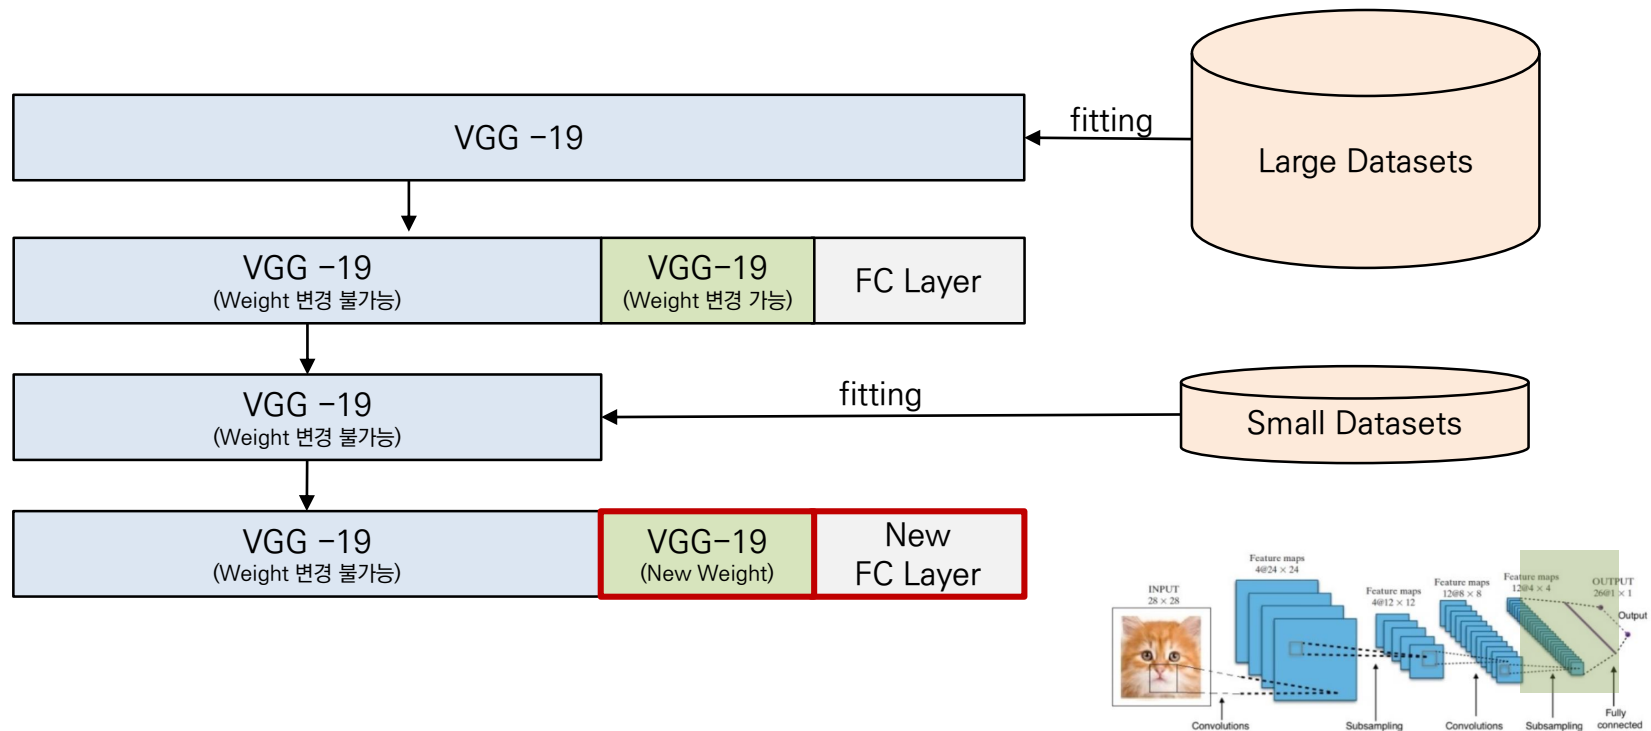 VGG -19
fitting
Large Datasets
VGG -19
(Weight 변경 불가능)
VGG-19
(Weight 변경 가능)
FC Layer
VGG -19
(Weight 변경 불가능)
fitting
Small Datasets
VGG -19
(Weight 변경 불가능)
VGG-19
(New Weight)
New
FC Layer
INPUT
28 × 28
Feature maps
4@24 × 24
Feature maps
4@12 × 12
Feature maps
12@8 × 8
Feature maps
12@4 × 4
OUTPUT
26@1 × 1
Output
Convolutions
Subsampling
Convolutions
Subsampling
Fully
connected